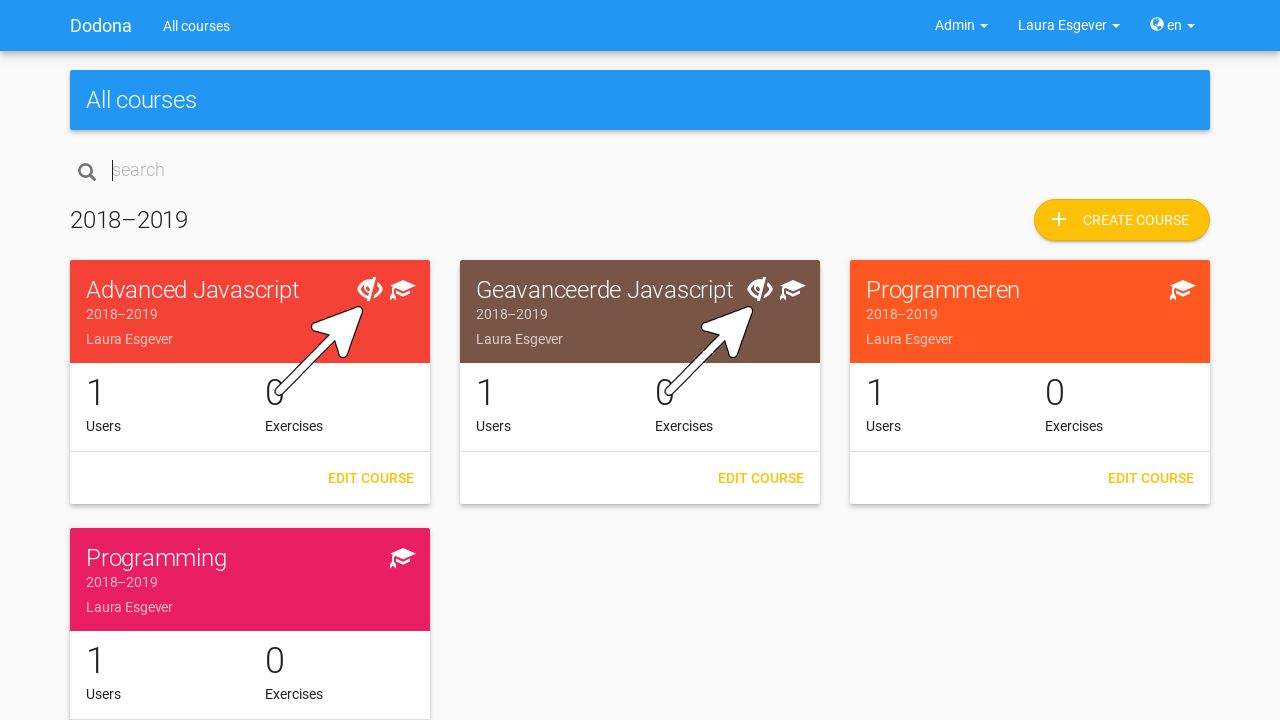 Dodona All courses Admin Laura Esgever en
All courses
search
2018–2019 CREATE COURSE
Advanced Javascript
2018–2019
Laura Esgever
1 0
Users Exercises
EDIT COURSE
Geavanceerde Javascript
2018–2019
Laura Esgever
1 0
Users Exercises
EDIT COURSE
Programmeren
2018–2019
Laura Esgever
1 0
Users Exercises
EDIT COURSE
Programming
2018–2019
Laura Esgever
1 0
Users Exercises